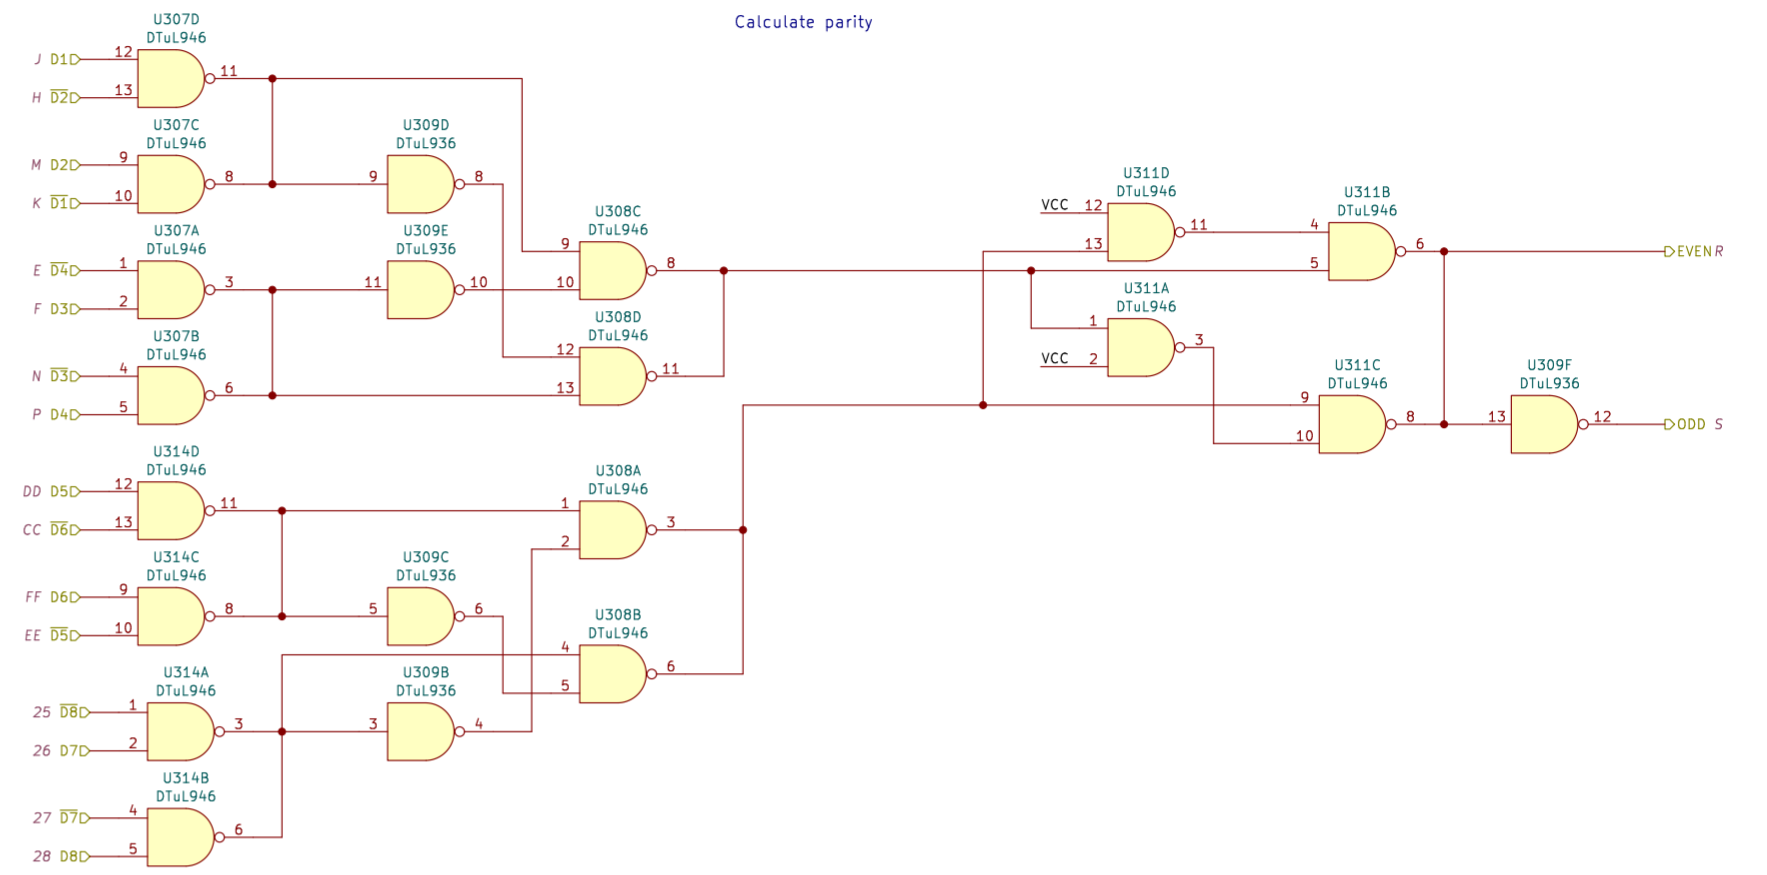 Calculate parity
U307D
DTuL946
J D1 12
11
H D2 13
U307C
DTuL946
M D2 9
8
K D1 10
U309D
DTuL936
9 8
U307A
DTuL946
E D4 1
3
F D3 2
U309E
DTuL936
11 10
U307B
DTuL946
N D3 4
6
P D4 5
U308C
DTuL946
9
8
10
U308D
DTuL946
12
11
13
U311D
DTuL946
VCC 12
11
13
U311B
DTuL946
4
6
5
EVEN R
U311A
DTuL946
1
3
VCC 2
U311C
DTuL946
9
8
10
U309F
DTuL936
13 12
ODD S
U314D
DTuL946
DD D5 12
11
CC D6 13
U314C
DTuL946
FF D6 9
8
EE D5 10
U309C
DTuL936
5 6
U308A
DTuL946
1
3
2
U308B
DTuL946
4
6
5
U314A
DTuL946
25 D8 1
3
26 D7 2
U309B
DTuL936
3 4
U314B
DTuL946
27 D7 4
6
28 D8 5